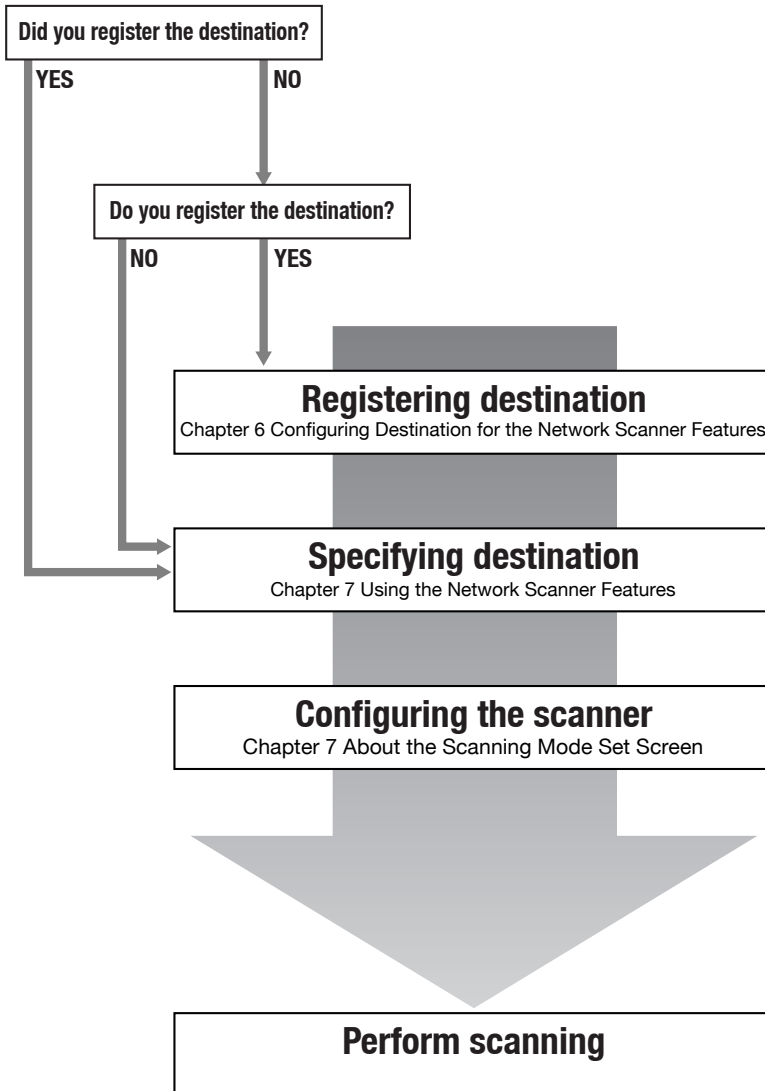 Did you register the destination?
YES
NO
Do you register the destination?
NO
YES
Registering destination
Chapter 6 Configuring Destination for the Network Scanner Features
Specifying destination
Chapter 7 Using the Network Scanner Features
Configuring the scanner
Chapter 7 About the Scanning Mode Set Screen
Perform scanning